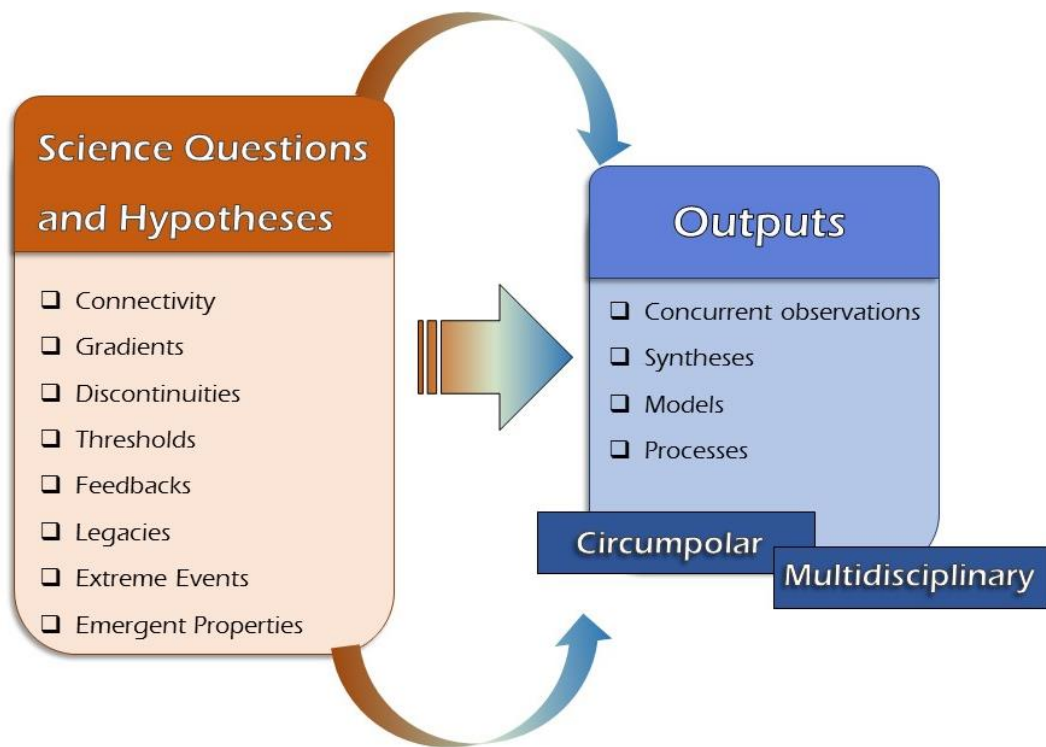 Science Questions
and Hypotheses
Connectivity
Gradients
Discontinuities
Thresholds
Feedbacks
Legacies
Extreme Events
Emergent Properties
Outputs
Concurrent observations
Syntheses
Models
Processes
Circumpolar
Multidisciplinary